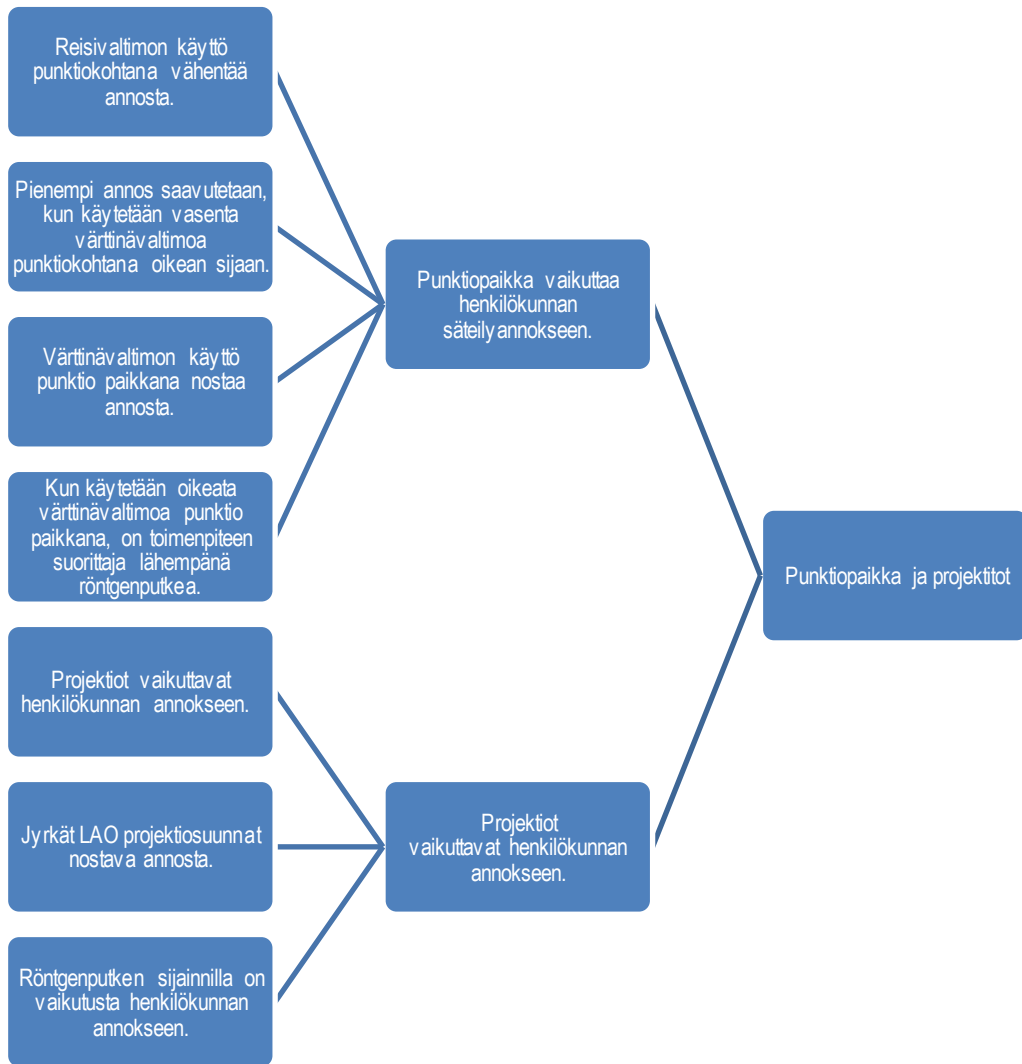 Reisivaltimon käyttö
punktiokohtana vähentää
annosta.
Pienempi annos saavutetaan,
kun käytetään vasenta
värttinävaltimoa
punktiokohtana oikean sijaan.
Värttinävaltimon käyttö
punktio paikkana nostaa
annosta.
Kun käytetään oikeata
värttinävaltimoa punktio
paikkana, on toimenpiteen
suorittaja lähempänä
röntgenputkea.
Projektiot vaikuttavat
henkilökunnan annokseen.
Jyrkät LAO projektiosuunnat
nostava annosta.
Röntgenputken sijainnilla on
vaikutusta henkilökunnan
annokseen.
Punktiopaikka vaikuttaa
henkilökunnan
säteilyannokseen.
Projektiot
vaikuttavat henkilökunnan
annokseen.
Punktiopaikka ja projektitot